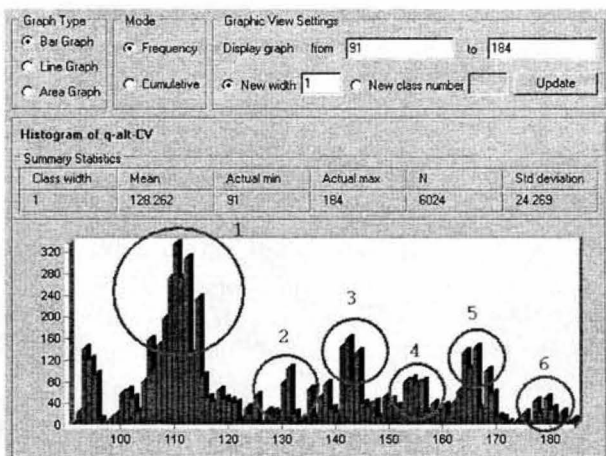 Graph Type
Bar Graph
Line Graph
Area Graph
Mode
Frequency
Cumulative
Graphic View Settings
Display graph from 91 to 184
New width 1 New class number Update
Histogram of q-alt-CV
Summary Statistics
Class width Mean Actual min Actual max N Std deviation
1 128.262 91 184 6024 24.269
1
2
3
4
5
6
320
280
240
200
160
120
80
40
0
100 110 120 130 140 150 160 170 180